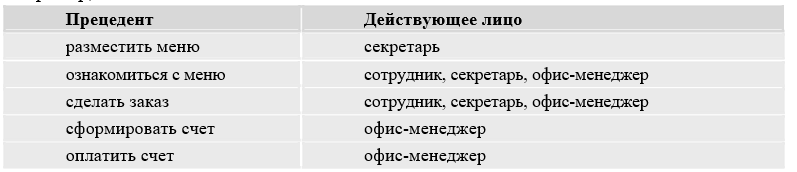 Прецедент Действующее лицо
разместить меню секретарь
ознакомиться с меню сотрудник, секретарь, офис-менеджер
сделать заказ сотрудник, секретарь, офис-менеджер
сформировать счет офис-менеджер
оплатить счет офис-менеджер